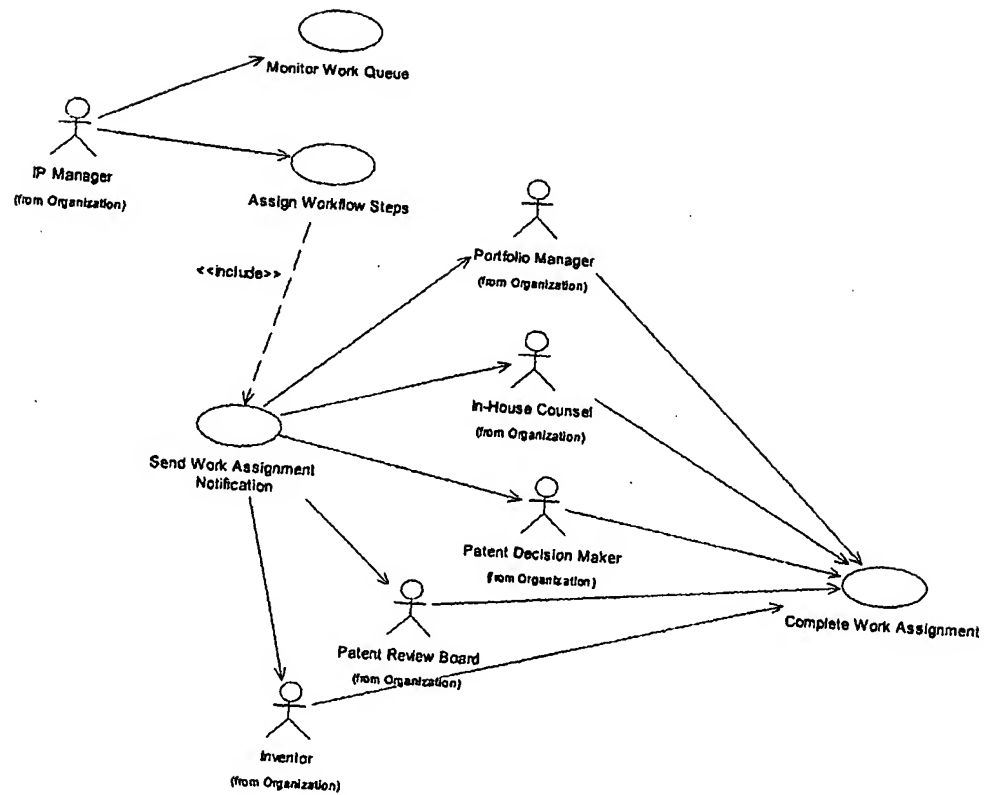 Monitor Work Queue
IP Manager
(from Organization)
Assign Workflow Steps
<<include>>
Portfolio Manager
(from Organization)
In-House Counsel
(from Organization)
Send Work Assignment
Notification
Patent Decision Maker
(from Organization)
Complete Work Assignment
Patent Review Board
(from Organization)
Inventor
(from Organization)